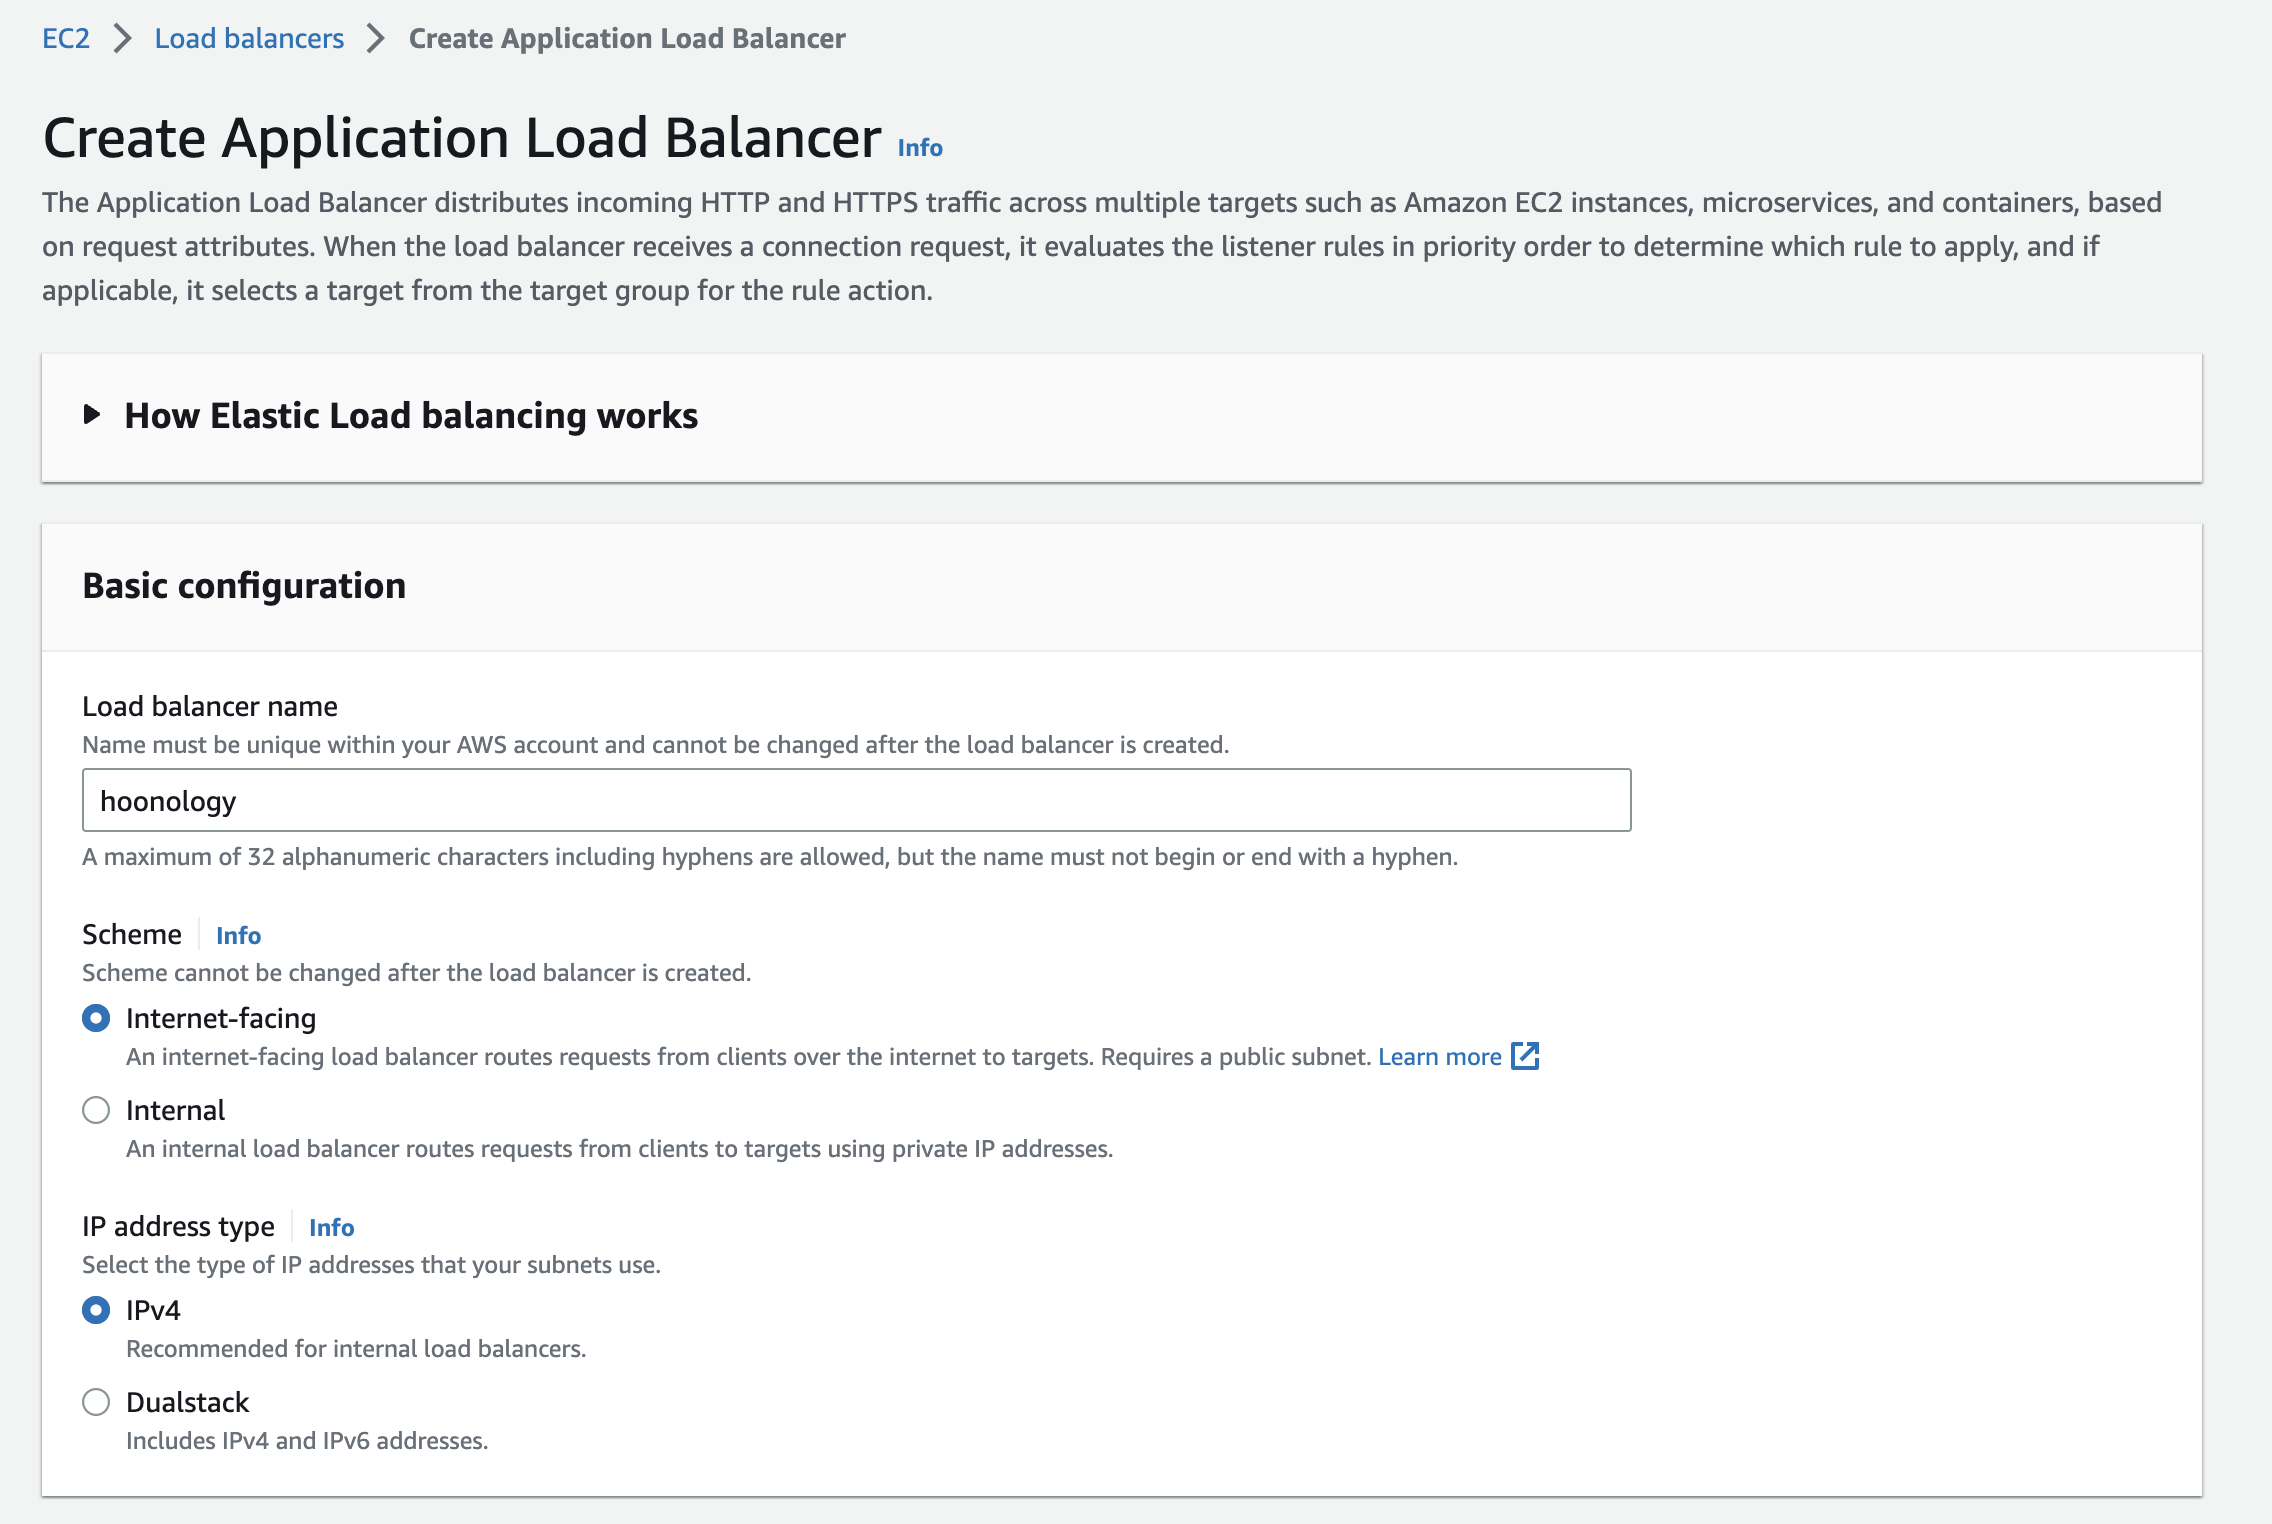 EC2 > Load balancers > Create Application Load Balancer
Create Application Load Balancer Info
The Application Load Balancer distributes incoming HTTP and HTTPS traffic across multiple targets such as Amazon EC2 instances, microservices, and containers, based
on request attributes. When the load balancer receives a connection request, it evaluates the listener rules in priority order to determine which rule to apply, and if
applicable, it selects a target from the target group for the rule action.
How Elastic Load balancing works
Basic configuration
Load balancer name
Name must be unique within your AWS account and cannot be changed after the load balancer is created.
hoonology
A maximum of 32 alphanumeric characters including hyphens are allowed, but the name must not begin or end with a hyphen.
Scheme Info
Scheme cannot be changed after the load balancer is created.
Internet-facing
An internet-facing load balancer routes requests from clients over the internet to targets. Requires a public subnet. Learn more
Internal
An internal load balancer routes requests from clients to targets using private IP addresses.
IP address type Info
Select the type of IP addresses that your subnets use.
IPv4
Recommended for internal load balancers.
Dualstack
Includes IPv4 and IPv6 addresses.